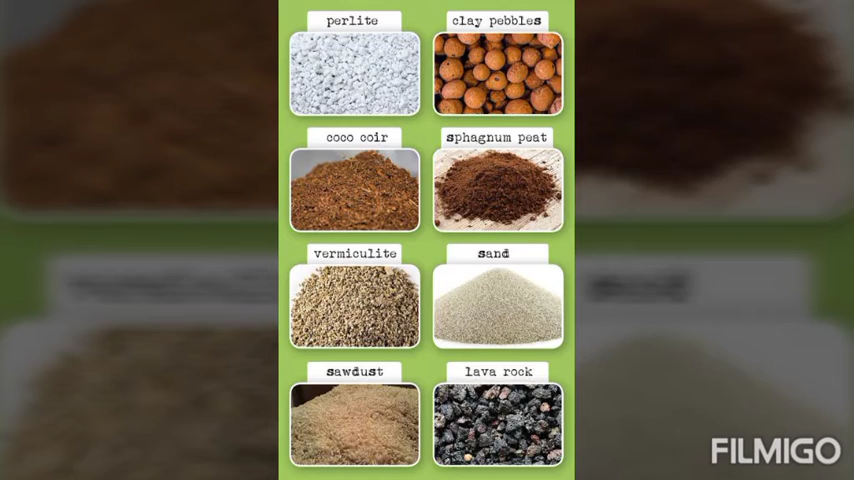 perlite
clay pebbles
coco coir
sphagnum peat
vermiculite
sand
sawdust
lava rock
FILMIGO